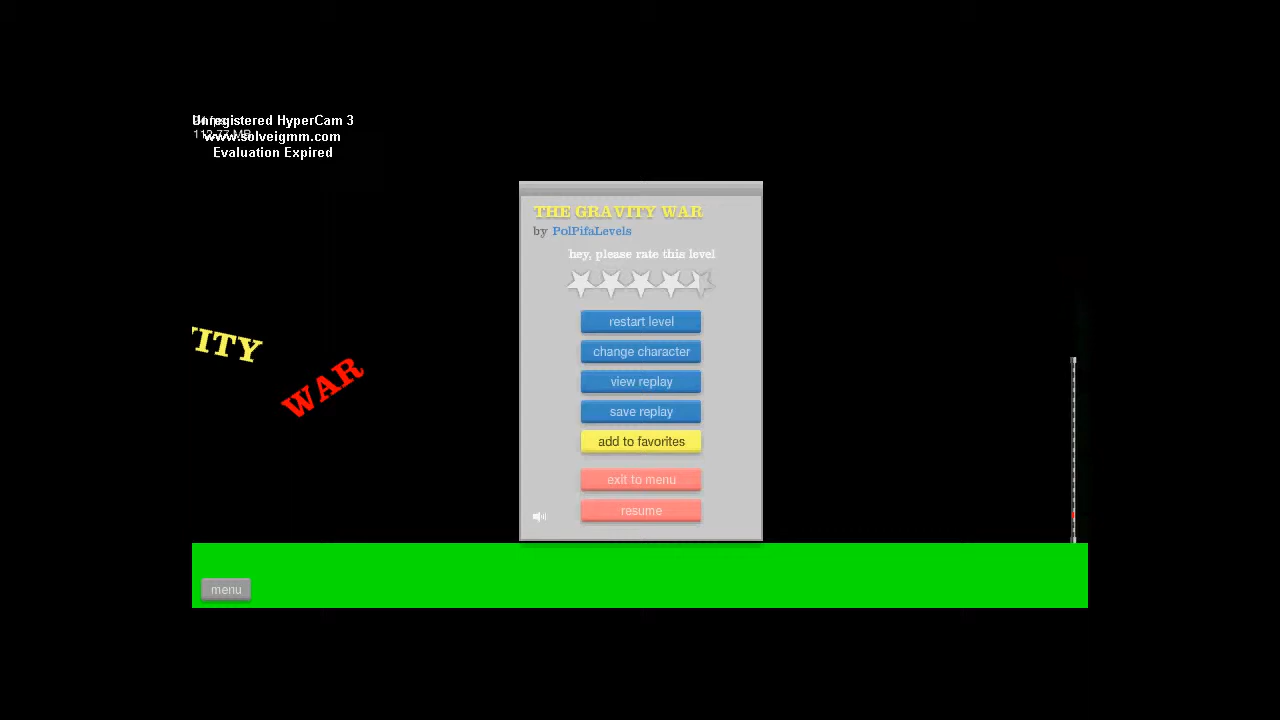 Unregistered HyperCam 3
www.solveigmm.com
Evaluation Expired
THE GRAVITY WAR
by PolPifaLevels
hey, please rate this level
restart level
change character
view replay
save replay
add to favorites
exit to menu
resume
VITY
WAR
menu